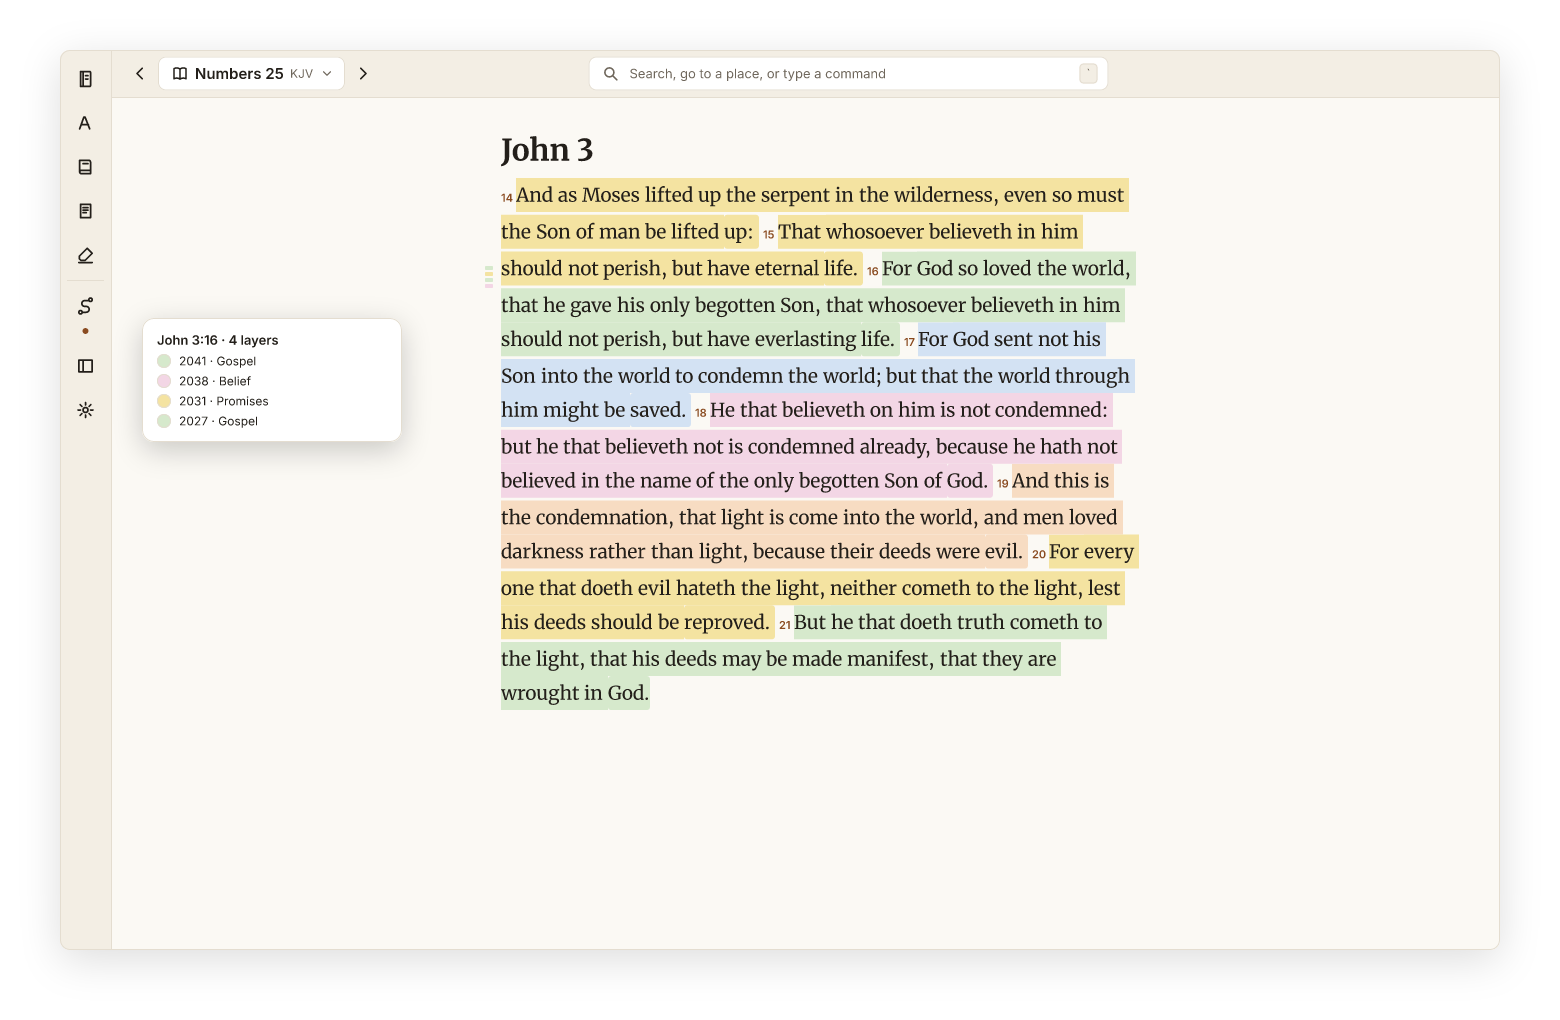 Numbers 25 KJV
Search, go to a place, or type a command
John 3
14 And as Moses lifted up the serpent in the wilderness, even so must
the Son of man be lifted up: 15 That whosoever believeth in him
should not perish, but have eternal life. 16 For God so loved the world,
that he gave his only begotten Son, that whosoever believeth in him
should not perish, but have everlasting life. 17 For God sent not his
Son into the world to condemn the world; but that the world through
him might be saved. 18 He that believeth on him is not condemned:
but he that believeth not is condemned already, because he hath not
believed in the name of the only begotten Son of God. 19 And this is
the condemnation, that light is come into the world, and men loved
darkness rather than light, because their deeds were evil. 20 For every
one that doeth evil hateth the light, neither cometh to the light, lest
his deeds should be reproved. 21 But he that doeth truth cometh to
the light, that his deeds may be made manifest, that they are
wrought in God.
John 3:16 · 4 layers
2041 · Gospel
2038 · Belief
2031 · Promises
2027 · Gospel